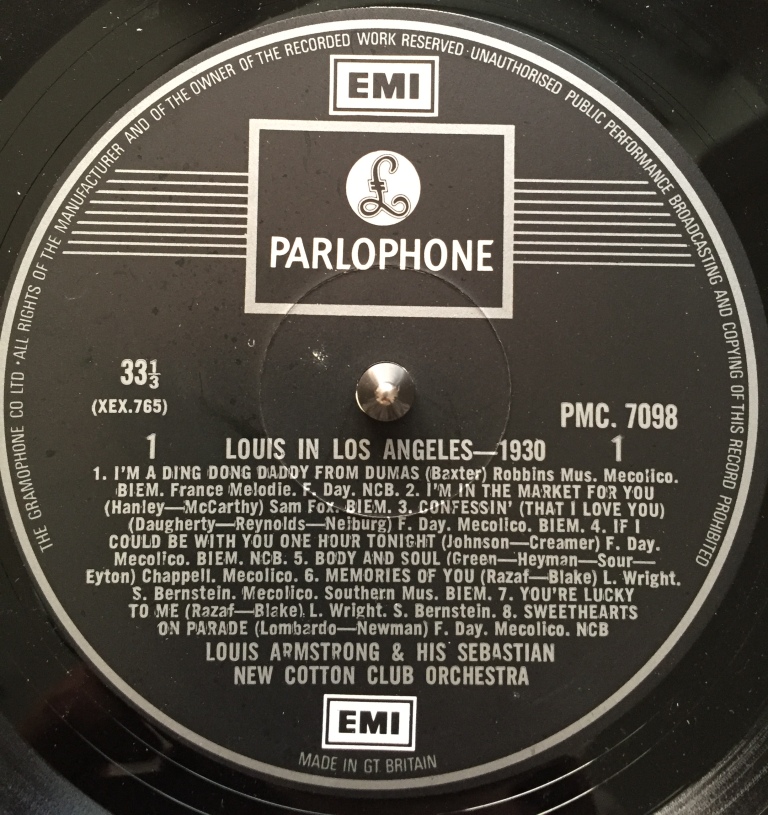 THE GRAMOPHONE CO LTD · ALL RIGHTS OF THE MANUFACTURER AND OF THE OWNER OF THE RECORDED WORK RESERVED · UNAUTHORISED PUBLIC PERFORMANCE BROADCASTING AND COPYING OF THIS RECORD PROHIBITED
EMI
£
PARLOPHONE
33⅓
(XEX.765)
PMC. 7098
1 LOUIS IN LOS ANGELES—1930 1
1. I'M A DING DONG DADDY FROM DUMAS (Baxter) Robbins Mus. Mecolico.
BIEM. France Melodie. F. Day. NCB. 2. I'M IN THE MARKET FOR YOU
(Hanley—McCarthy) Sam Fox. BIEM. 3. CONFESSIN' (THAT I LOVE YOU)
(Daugherty—Reynolds—Neiburg) F. Day. Mecolico. BIEM. 4. IF I
COULD BE WITH YOU ONE HOUR TONIGHT (Johnson—Creamer) F. Day.
Mecolico. BIEM. NCB. 5. BODY AND SOUL (Green—Heyman—Sour—
Eyton) Chappell. Mecolico. 6. MEMORIES OF YOU (Razaf—Blake) L. Wright.
S. Bernstein. Mecolico. Southern Mus. BIEM. 7. YOU'RE LUCKY
TO ME (Razaf—Blake) L. Wright. S. Bernstein. 8. SWEETHEARTS
ON PARADE (Lombardo—Newman) F. Day. Mecolico. NCB
LOUIS ARMSTRONG & HIS SEBASTIAN
NEW COTTON CLUB ORCHESTRA
EMI
MADE IN GT BRITAIN